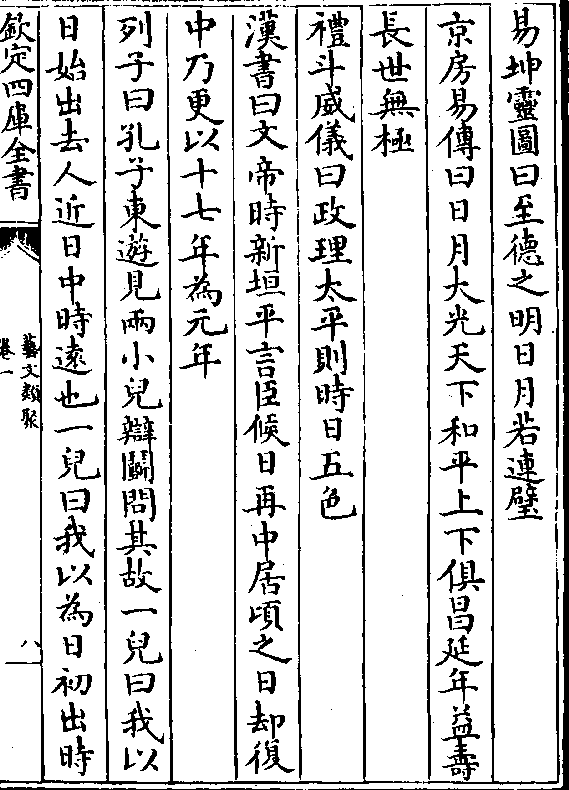 易坤靈圖曰至德之明日月若連璧
京房易傳曰日月大光天下和平上下俱昌延年益壽
長世無極
禮斗威儀曰政理太平則時日五色
漢書曰文帝時新垣平言臣候日再中居頃之日却復
中乃更以十七年為元年
列子曰孔子東遊見兩小兒辯鬭問其故一兒曰我以
日始出去人近日中時逺也一兒曰我以為日初出時
欽定四庫全書
藝文類聚
卷一
八